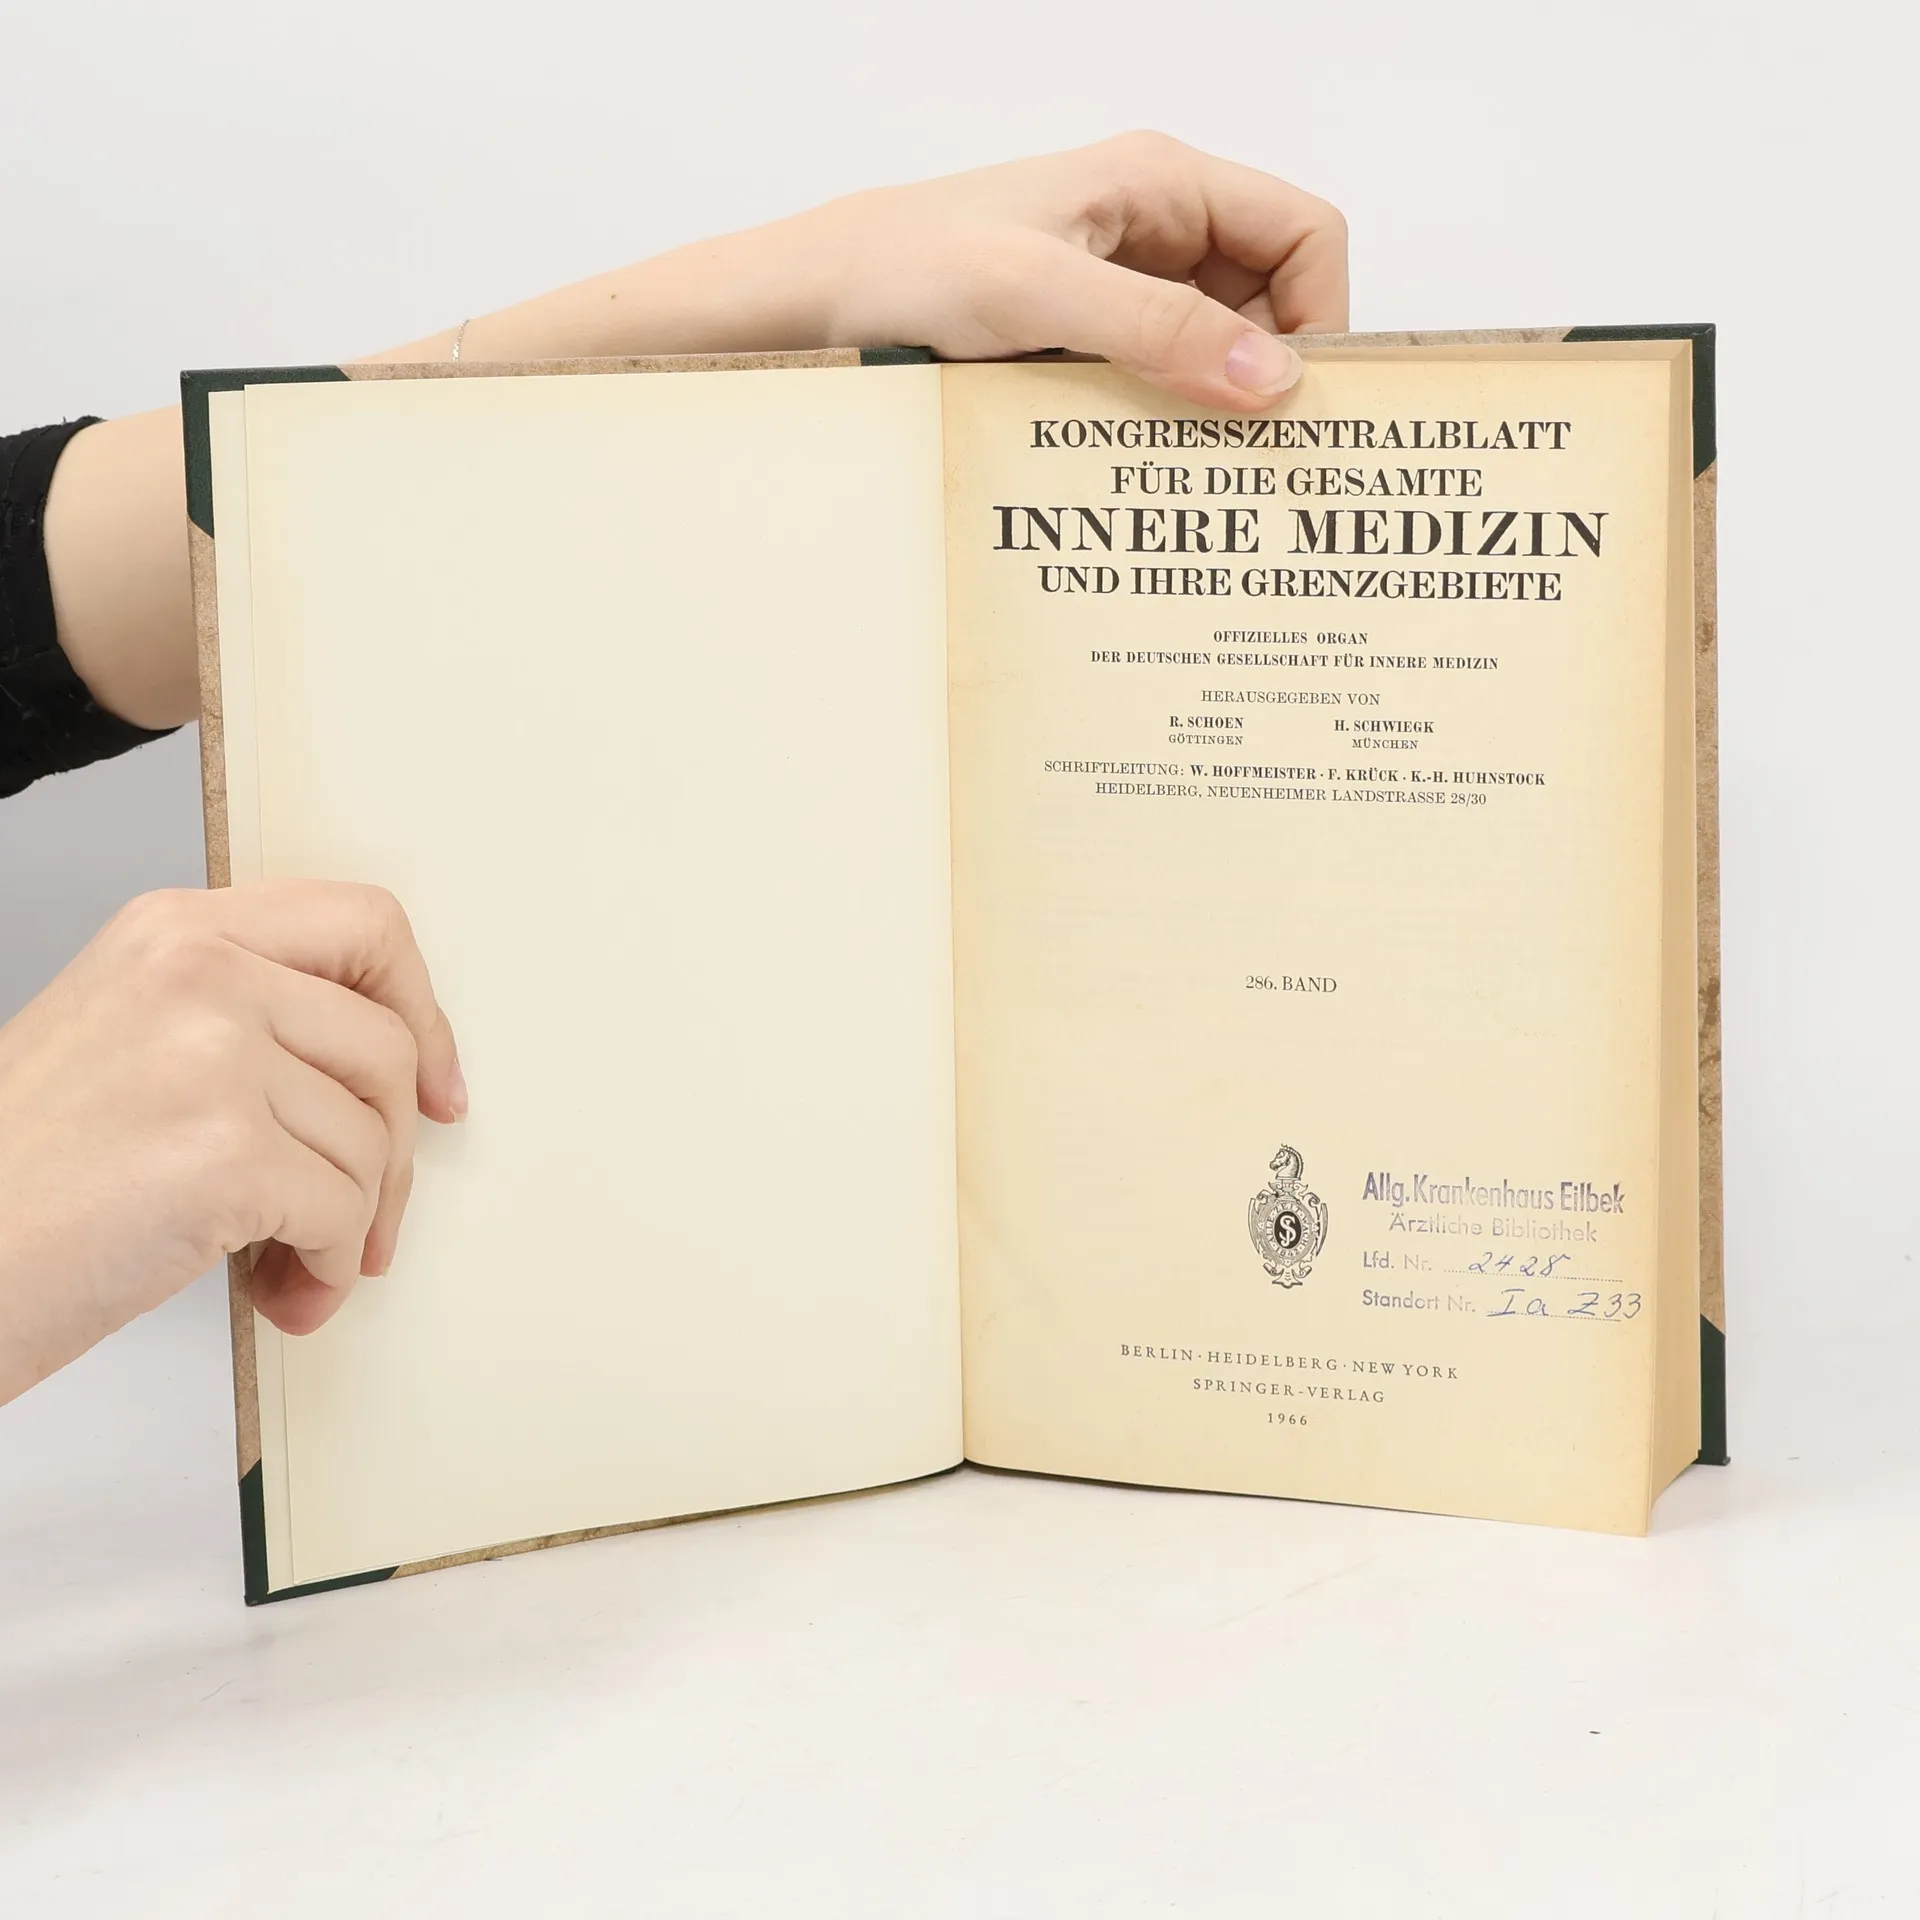 KONGRESSZENTRALBLATT
FÜR DIE GESAMTE
INNERE MEDIZIN
UND IHRE GRENZGEBIETE
OFFIZIELLES ORGAN
DER DEUTSCHEN GESELLSCHAFT FÜR INNERE MEDIZIN
HERAUSGEGEBEN VON
R. SCHOEN H. SCHWIEGK
GÖTTINGEN MÜNCHEN
SCHRIFTLEITUNG: W. HOFFMEISTER · F. KRÜCK · K.-H. HUHNSTOCK
HEIDELBERG, NEUENHEIMER LANDSTRASSE 28/30
286. BAND
Allg. Krankenhaus Eilbek
Ärztliche Bibliothek
Lfd. Nr. 2428
Standort Nr. Ia Z33
BERLIN · HEIDELBERG · NEW YORK
SPRINGER-VERLAG
1966